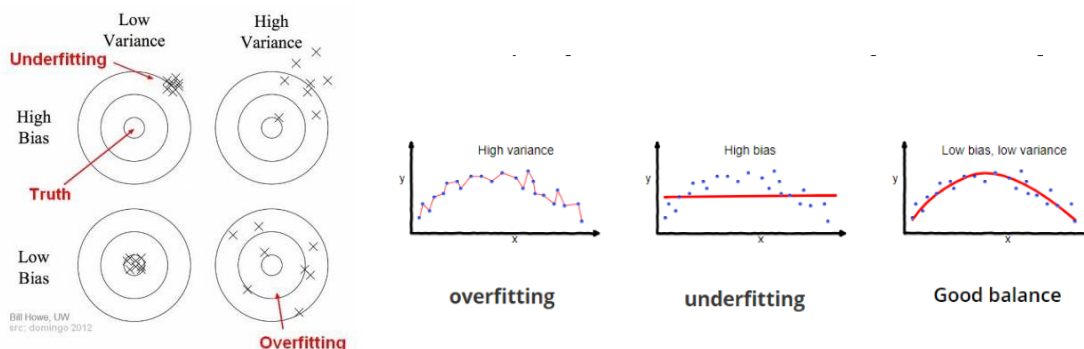 Low
Variance
High
Variance
Underfitting
High
Bias
Truth
Low
Bias
Bill Howe, UW
src: domingo 2012
Overfitting
High variance
y
x
overfitting
High bias
y
x
underfitting
Low bias, low variance
y
x
Good balance